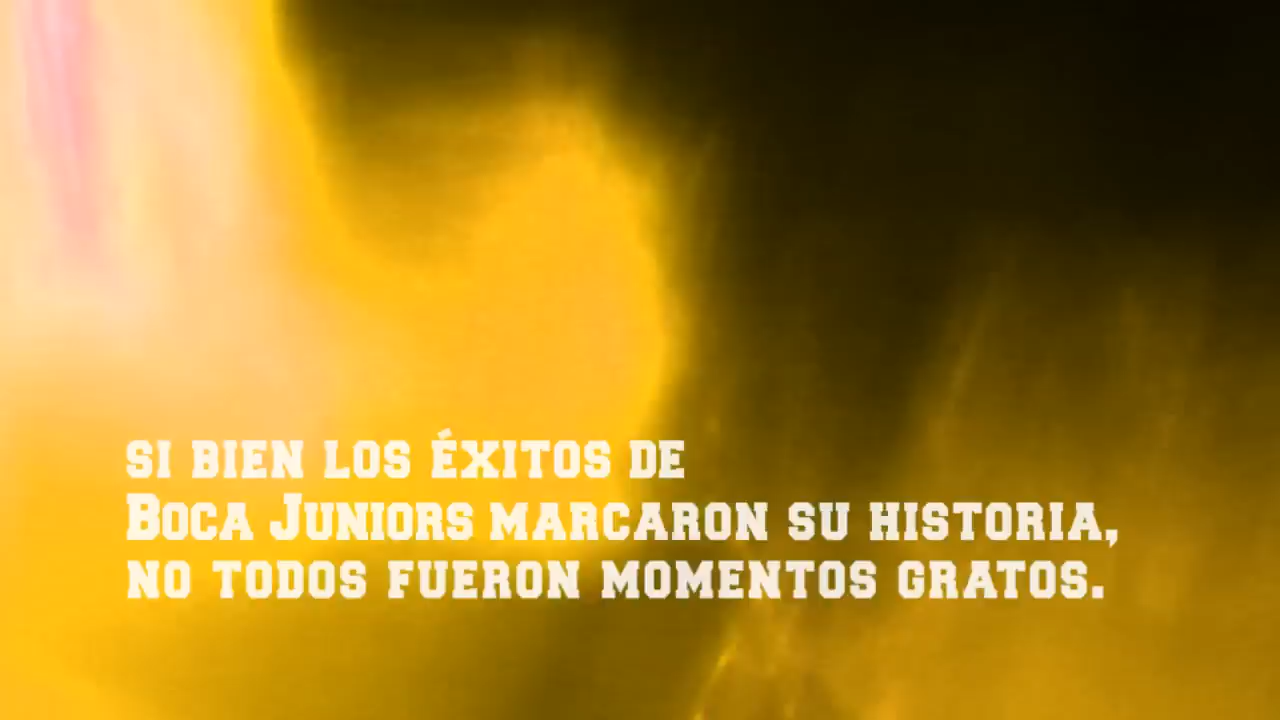 SI BIEN LOS ÉXITOS DE
BOCA JUNIORS MARCARON SU HISTORIA,
NO TODOS FUERON MOMENTOS GRATOS.